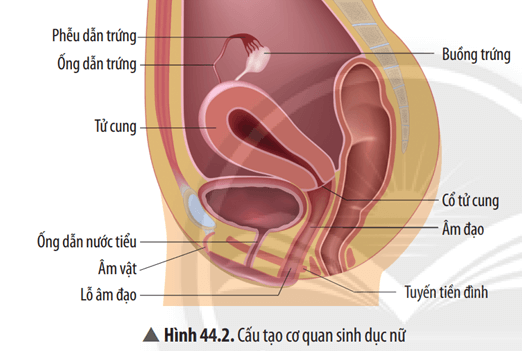 Phễu dẫn trứng
Ống dẫn trứng
Buồng trứng
Tử cung
Cổ tử cung
Âm đạo
Ống dẫn nước tiểu
Âm vật
Lỗ âm đạo
Tuyến tiền đình
▲ Hình 44.2. Cấu tạo cơ quan sinh dục nữ